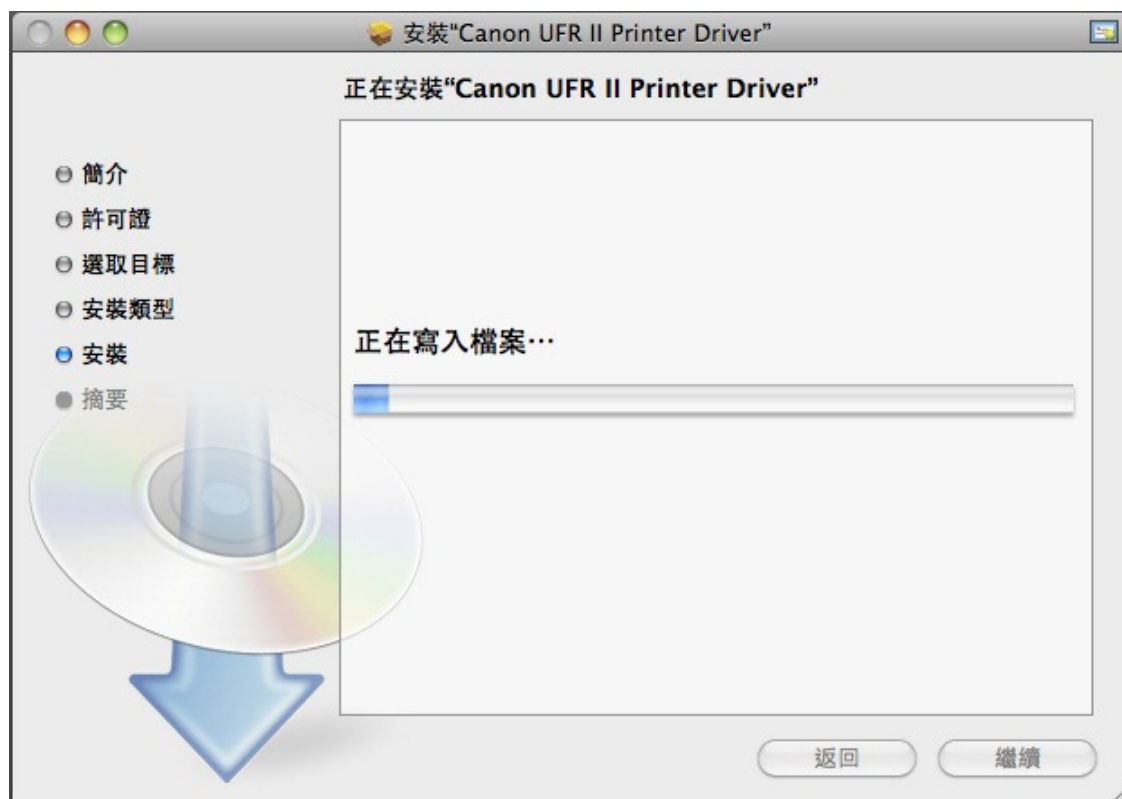 安裝“Canon UFR II Printer Driver”
正在安裝“Canon UFR II Printer Driver”
簡介
許可證
選取目標
安裝類型
安裝
摘要
正在寫入檔案⋯
返回
繼續